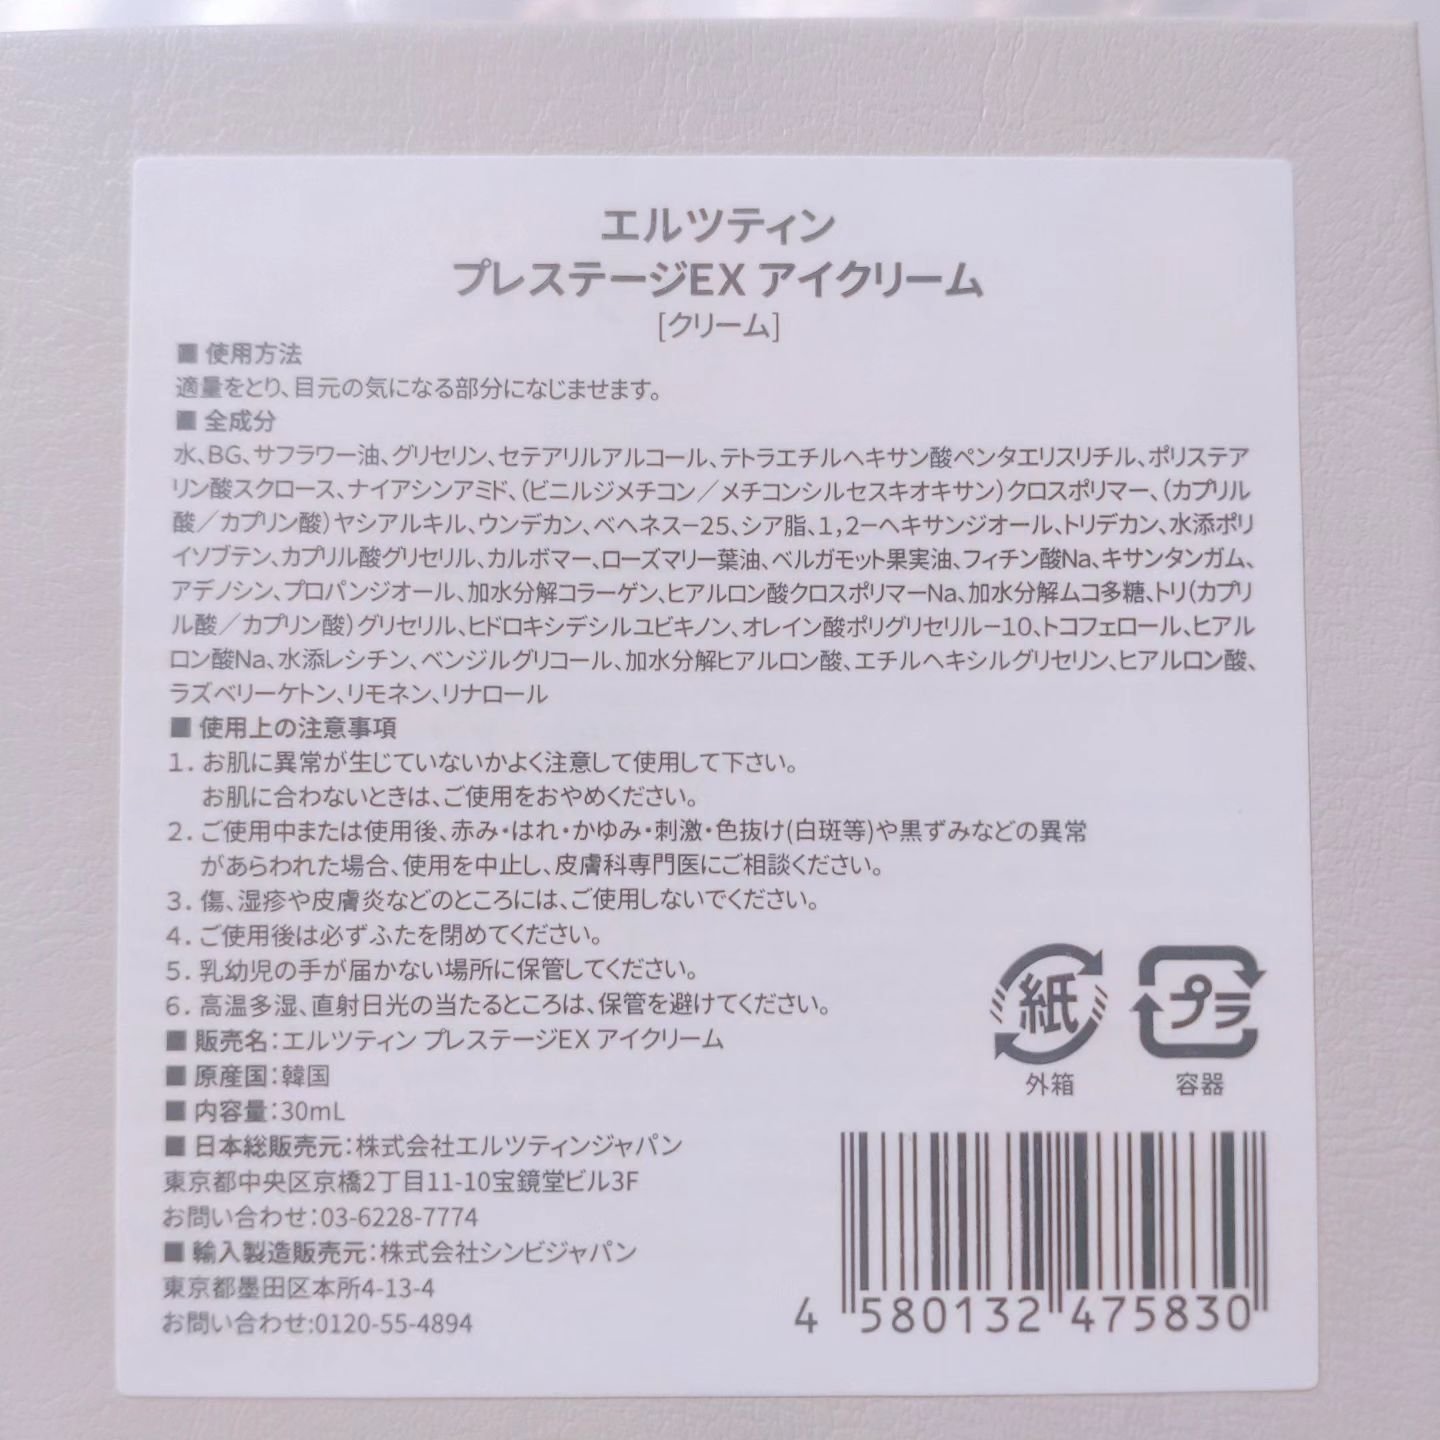 エルツティン
プレステージEX アイクリーム
[クリーム]
■ 使用方法
適量をとり、目元の気になる部分になじませます。
■ 全成分
水、BG、サフラワー油、グリセリン、セテアリルアルコール、テトラエチルヘキサン酸ペンタエリスリチル、ポリステア
リン酸スクロース、ナイアシンアミド、（ビニルジメチコン／メチコンシルセスキオキサン）クロスポリマー、（カプリル
酸／カプリン酸）ヤシアルキル、ウンデカン、ベヘネス－25、シア脂、1,2－ヘキサンジオール、トリデカン、水添ポリ
イソブテン、カプリル酸グリセリル、カルボマー、ローズマリー葉油、ベルガモット果実油、フィチン酸Na、キサンタンガム、
アデノシン、プロパンジオール、加水分解コラーゲン、ヒアルロン酸クロスポリマーNa、加水分解ムコ多糖、トリ（カプリ
ル酸／カプリン酸）グリセリル、ヒドロキシデシルユビキノン、オレイン酸ポリグリセリル－10、トコフェロール、ヒアル
ロン酸Na、水添レシチン、ベンジルグリコール、加水分解ヒアルロン酸、エチルヘキシルグリセリン、ヒアルロン酸、
ラズベリーケトン、リモネン、リナロール
■ 使用上の注意事項
1. お肌に異常が生じていないかよく注意して使用して下さい。
お肌に合わないときは、ご使用をおやめください。
2. ご使用中または使用後、赤み・はれ・かゆみ・刺激・色抜け(白斑等)や黒ずみなどの異常
があらわれた場合、使用を中止し、皮膚科専門医にご相談ください。
3. 傷、湿疹や皮膚炎などのところには、ご使用しないでください。
4. ご使用後は必ずふたを閉めてください。
5. 乳幼児の手が届かない場所に保管してください。
6. 高温多湿、直射日光の当たるところは、保管を避けてください。
■ 販売名：エルツティン プレステージEX アイクリーム
■ 原産国：韓国
■ 内容量：30mL
■ 日本総販売元：株式会社エルツティンジャパン
東京都中央区京橋2丁目11-10宝鏡堂ビル3F
お問い合わせ：03-6228-7774
■ 輸入製造販売元：株式会社シンビジャパン
東京都墨田区本所4-13-4
お問い合わせ:0120-55-4894
紙
外箱
プラ
容器
4 580132 475830